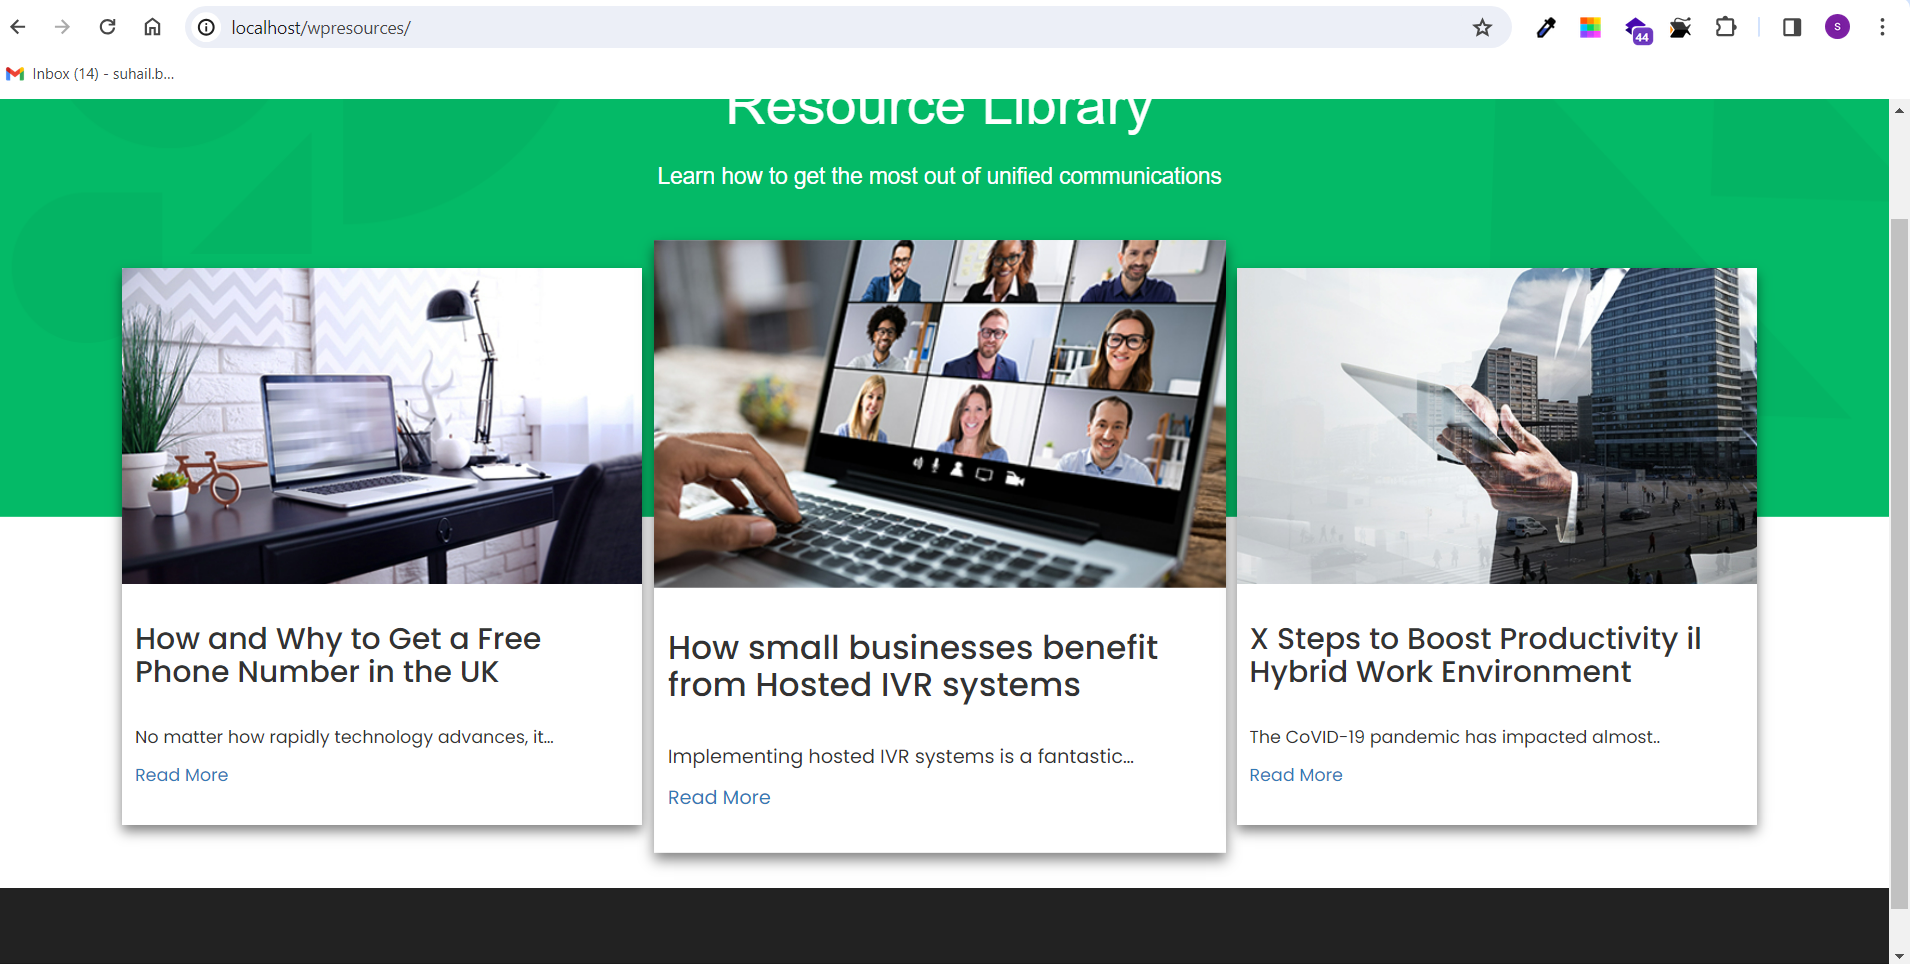 localhost/wpresources/
44
S
Inbox (14) - suhail.b...
Resource Library
Learn how to get the most out of unified communications
How and Why to Get a Free
Phone Number in the UK
No matter how rapidly technology advances, it...
Read More
How small businesses benefit
from Hosted IVR systems
Implementing hosted IVR systems is a fantastic...
Read More
X Steps to Boost Productivity il
Hybrid Work Environment
The CoVID-19 pandemic has impacted almost..
Read More